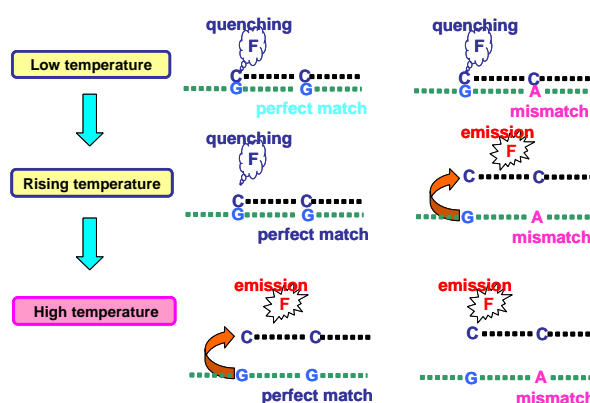 quenching quenching
F F
Low temperature
C C C C
G G G A
perfect match mismatch
quenching emission
F F
Rising temperature
C C
C C
G G G A
perfect match mismatch
emission emission
F F
High temperature
C C C C
G G G A
perfect match mismatch